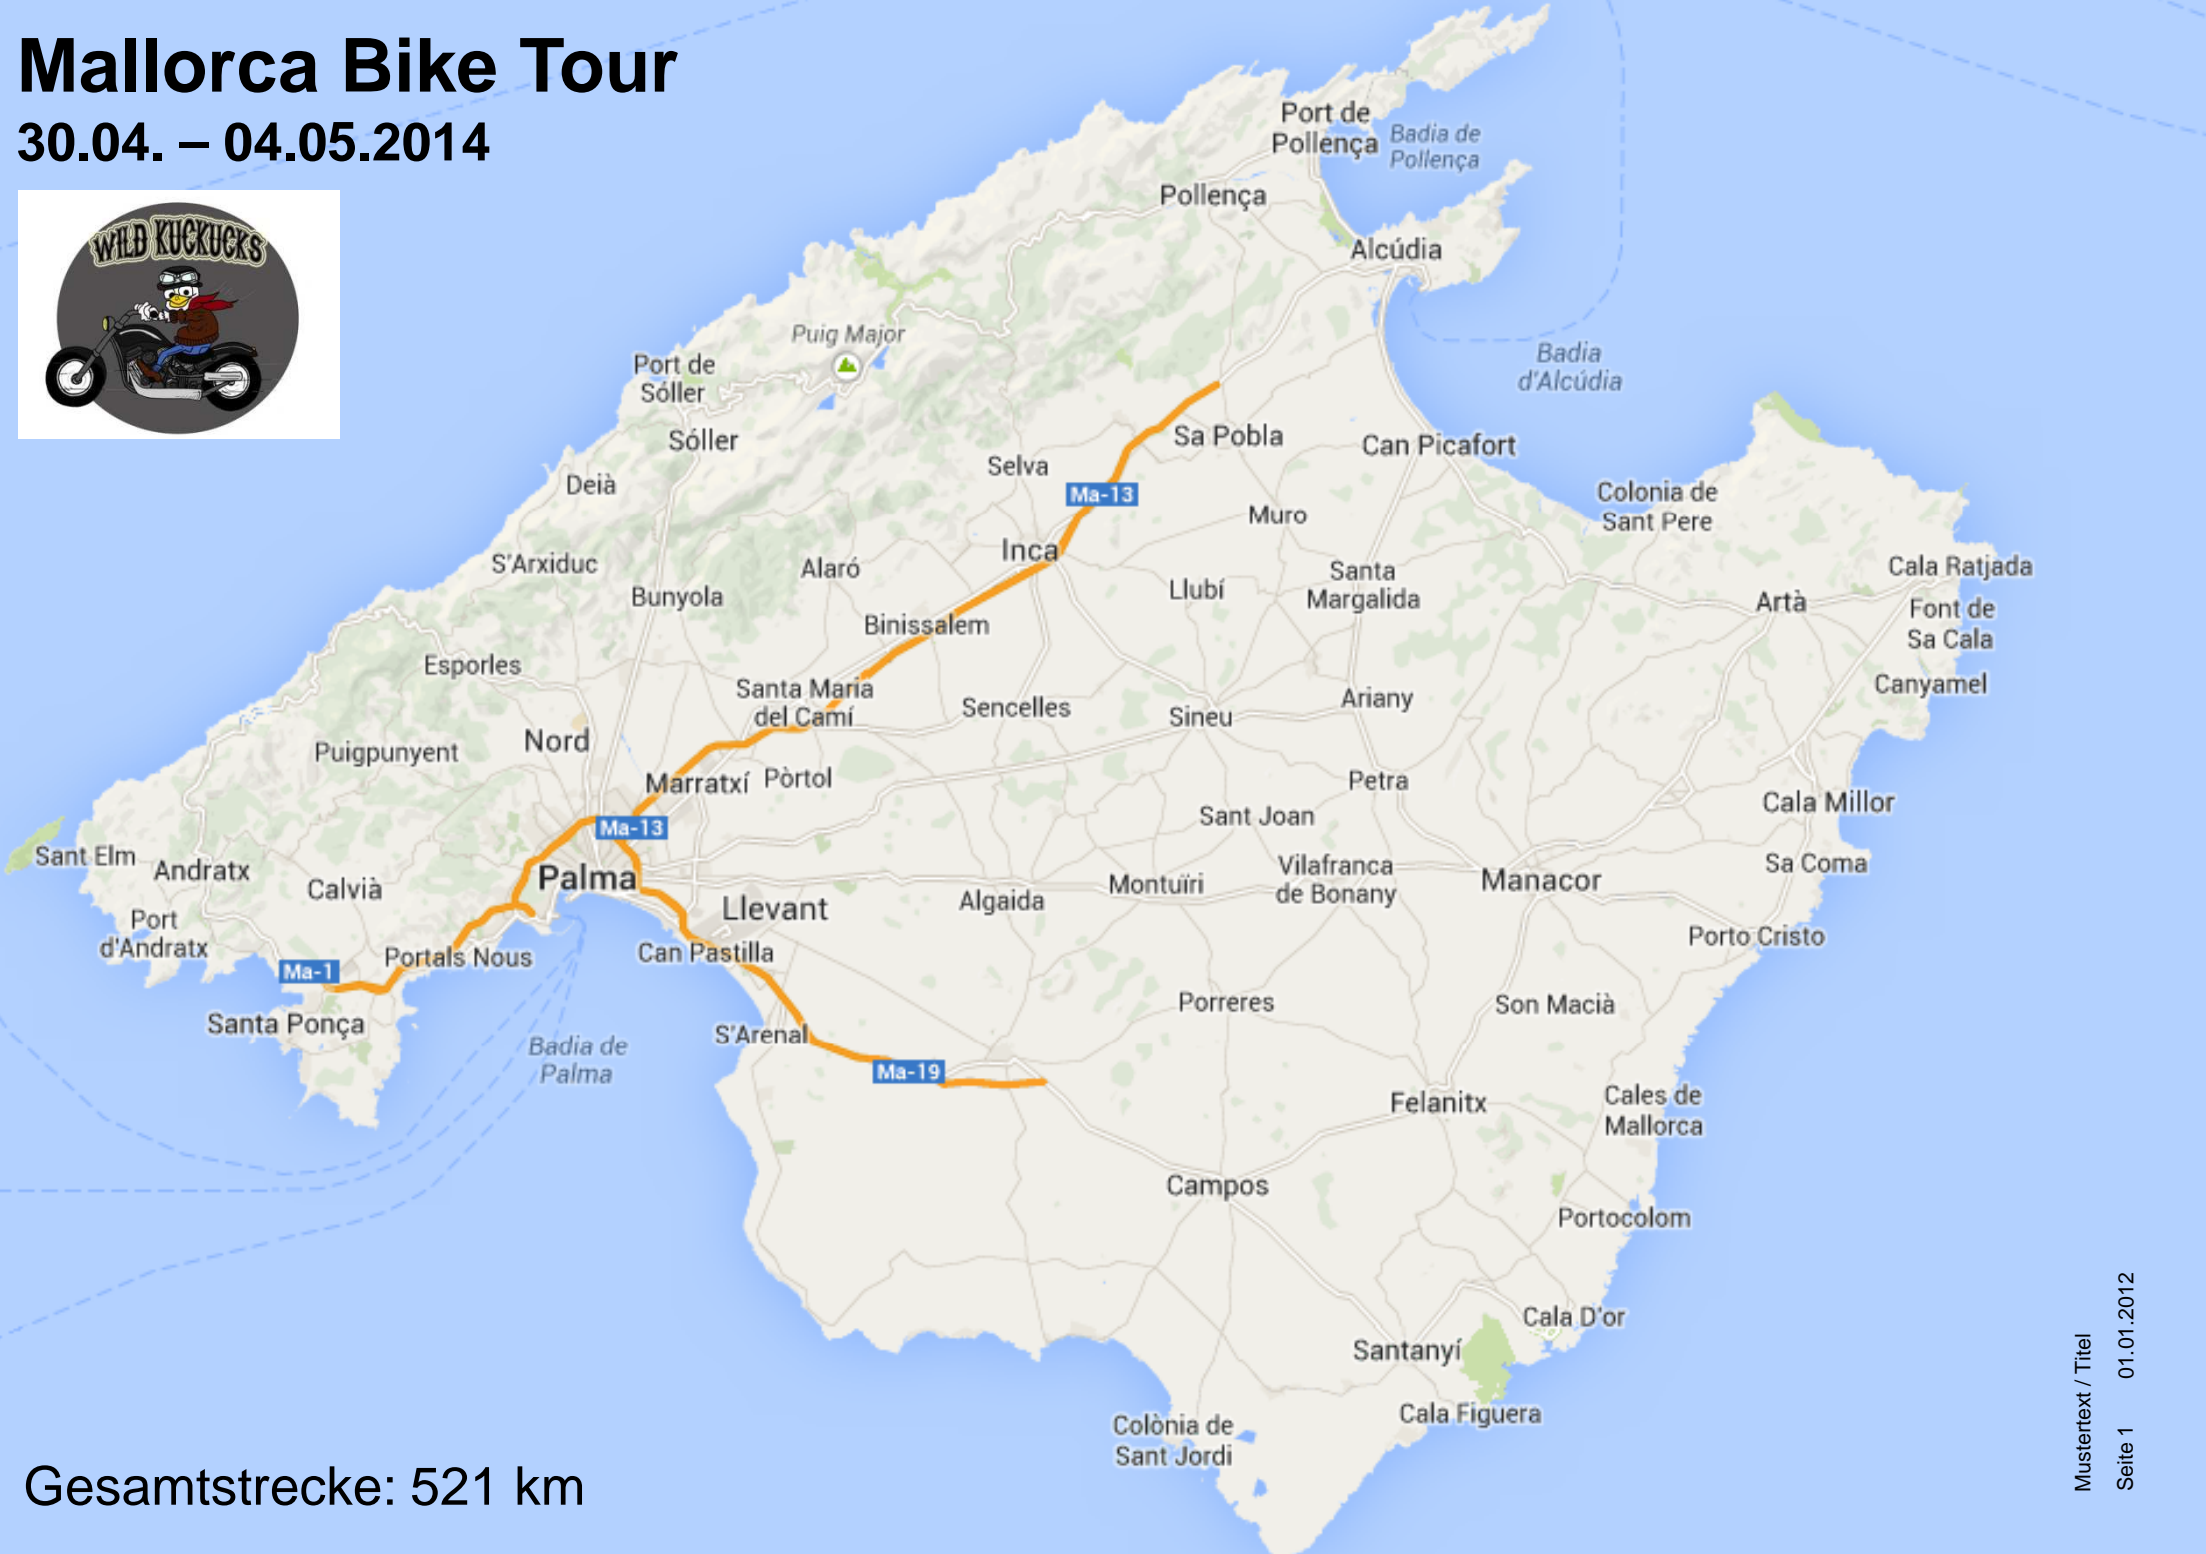 Mallorca Bike Tour
30.04. – 04.05.2014
WILD KUCKUCKS
Port de
Pollença
Badia de
Pollença
Pollença
Alcúdia
Puig Major
Port de
Sóller
Badia
d'Alcúdia
Sóller
Sa Pobla
Can Picafort
Selva
Deià
Ma-13
Colonia de
Sant Pere
Muro
Inca
S'Arxiduc
Alaró
Cala Ratjada
Santa
Margalida
Llubí
Bunyola
Artà
Font de
Sa Cala
Binissalem
Esporles
Canyamel
Santa Maria
del Camí
Sencelles
Ariany
Sineu
Nord
Puigpunyent
Marratxí
Pòrtol
Petra
Cala Millor
Sant Joan
Ma-13
Sant Elm
Andratx
Calvià
Palma
Vilafranca
de Bonany
Montuïri
Manacor
Sa Coma
Algaida
Llevant
Port
d'Andratx
Porto Cristo
Portals Nous
Can Pastilla
Ma-1
Santa Ponça
Porreres
Son Macià
S'Arenal
Badia de
Palma
Ma-19
Felanitx
Cales de
Mallorca
Campos
Portocolom
Cala D'or
Santanyí
Cala Figuera
Colònia de
Sant Jordi
Gesamtstrecke: 521 km
Mustertext / Titel
Seite 1 01.01.2012